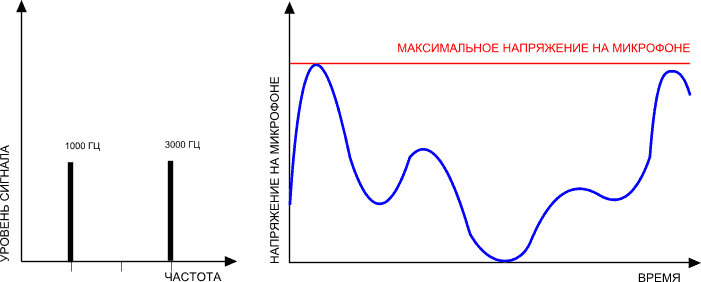 УРОВЕНЬ СИГНАЛА
1000 ГЦ
3000 ГЦ
ЧАСТОТА
НАПРЯЖЕНИЕ НА МИКРОФОНЕ
МАКСИМАЛЬНОЕ НАПРЯЖЕНИЕ НА МИКРОФОНЕ
ВРЕМЯ